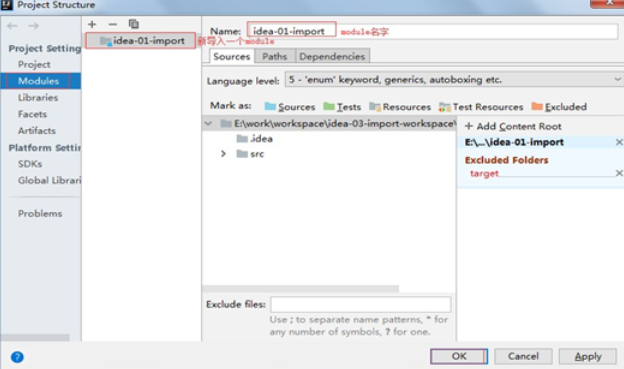 Project Structure
Project Setting
Project
Modules
Libraries
Facets
Artifacts
Platform Settin
SDKs
Global Librari
Problems
idea-01-import
新导入一个module
Name: idea-01-import module名字
Sources Paths Dependencies
Language level: 5 - 'enum' keyword, generics, autoboxing etc.
Mark as: Sources Tests Resources Test Resources Excluded
E:\work\workspace\idea-03-import-workspace\
.idea
src
+ Add Content Root
E:\...\idea-01-import
Excluded Folders
target
Exclude files:
Use ; to separate name patterns, * for
any number of symbols, ? for one.
OK Cancel Apply